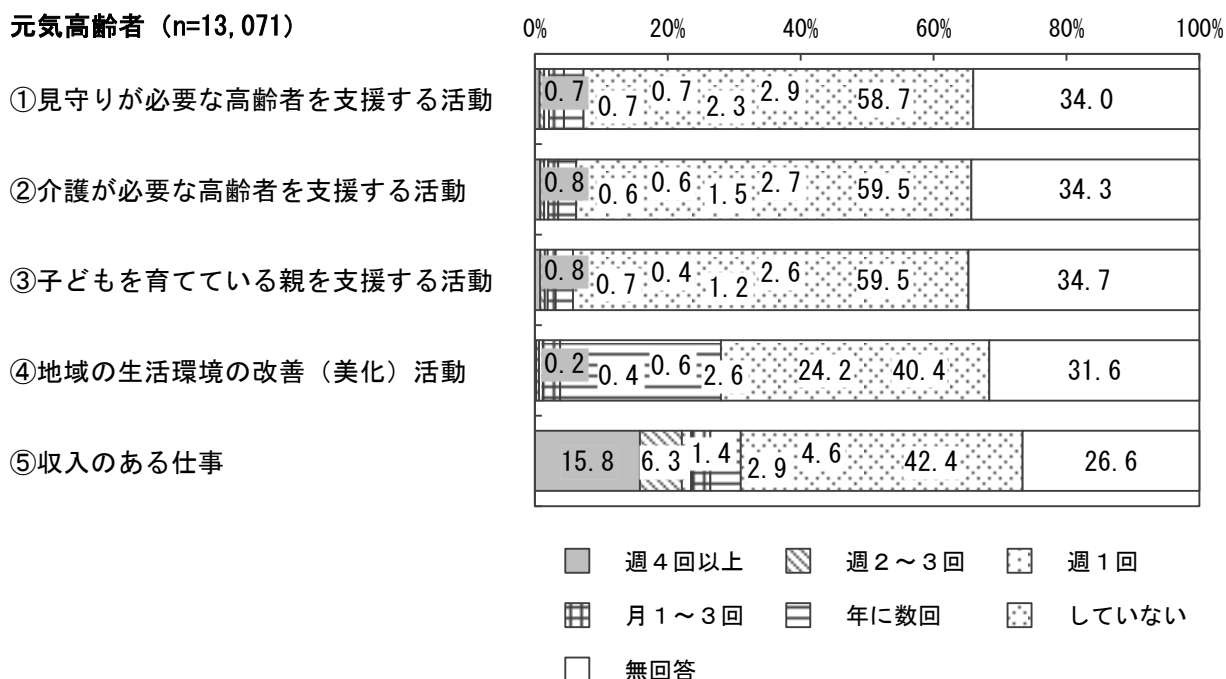 元気高齢者（n=13,071）
0% 20% 40% 60% 80% 100%
①見守りが必要な高齢者を支援する活動 0.7 0.7 0.7 2.3 2.9 58.7 34.0
②介護が必要な高齢者を支援する活動 0.8 0.6 0.6 1.5 2.7 59.5 34.3
③子どもを育てている親を支援する活動 0.8 0.7 0.4 1.2 2.6 59.5 34.7
④地域の生活環境の改善（美化）活動 0.2 0.4 0.6 2.6 24.2 40.4 31.6
⑤収入のある仕事 15.8 6.3 1.4 2.9 4.6 42.4 26.6
週４回以上 週２～３回 週１回
月１～３回 年に数回 していない
無回答